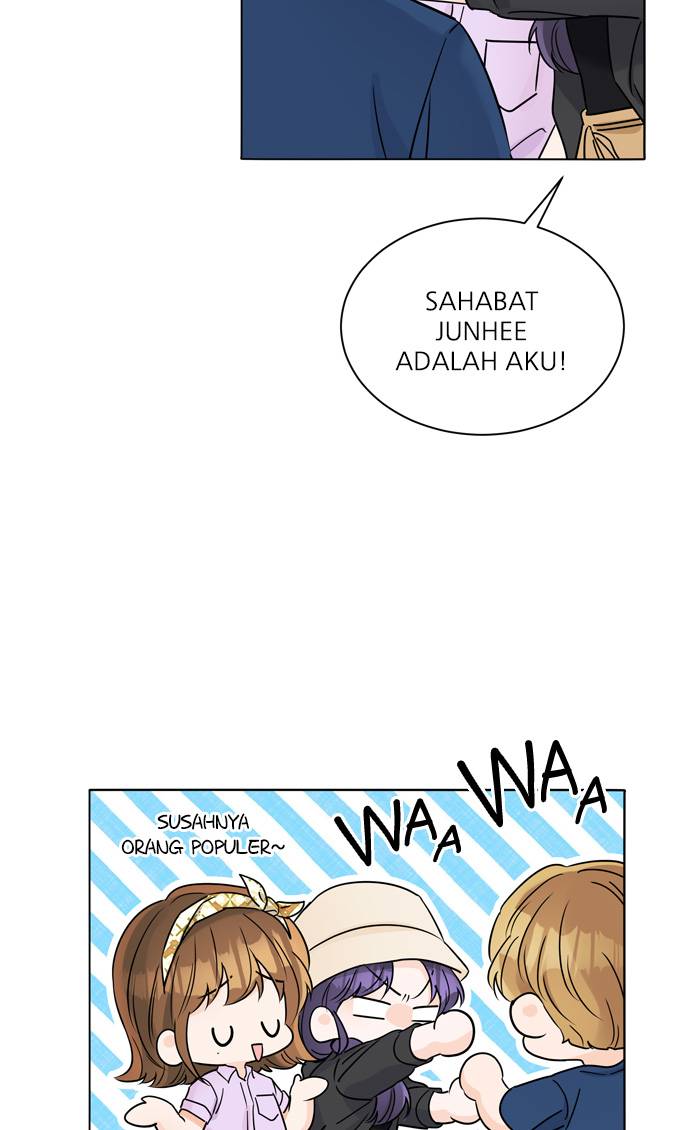 SAHABAT
JUNHEE
ADALAH AKU!
WAA WAA
SUSAHNYA
ORANG POPULER~